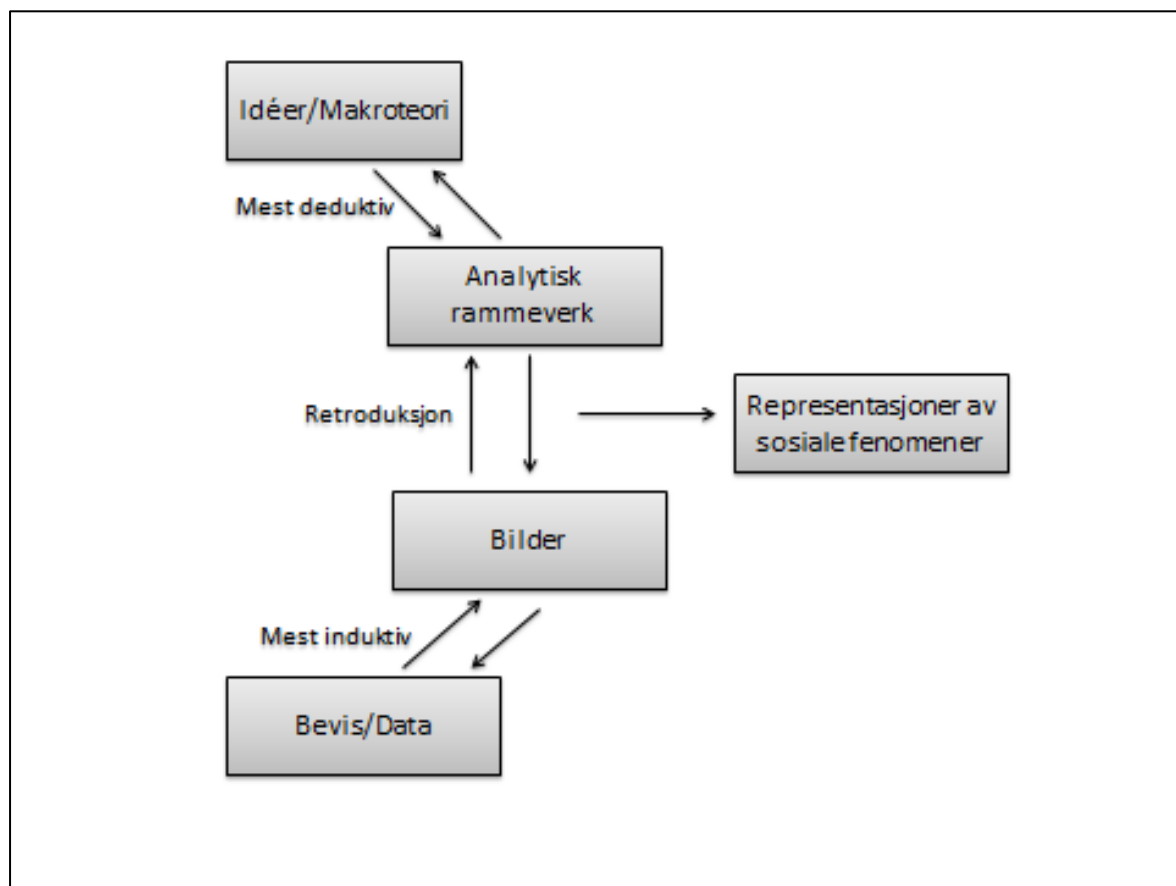 Idéer/Makroteori
Mest deduktiv
Analytisk
rammeverk
Retroduksjon
Representasjoner av
sosiale fenomener
Bilder
Mest induktiv
Bevis/Data